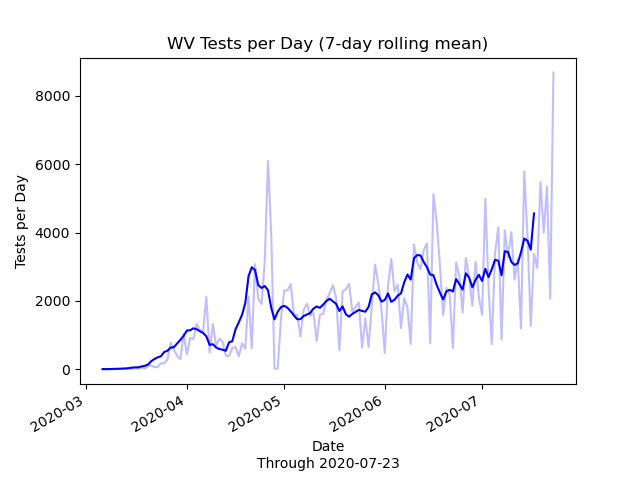 WV Tests per Day (7-day rolling mean)
8000
6000
4000
2000
0
Tests per Day
2020-03
2020-04
2020-05
2020-06
2020-07
Date
Through 2020-07-23